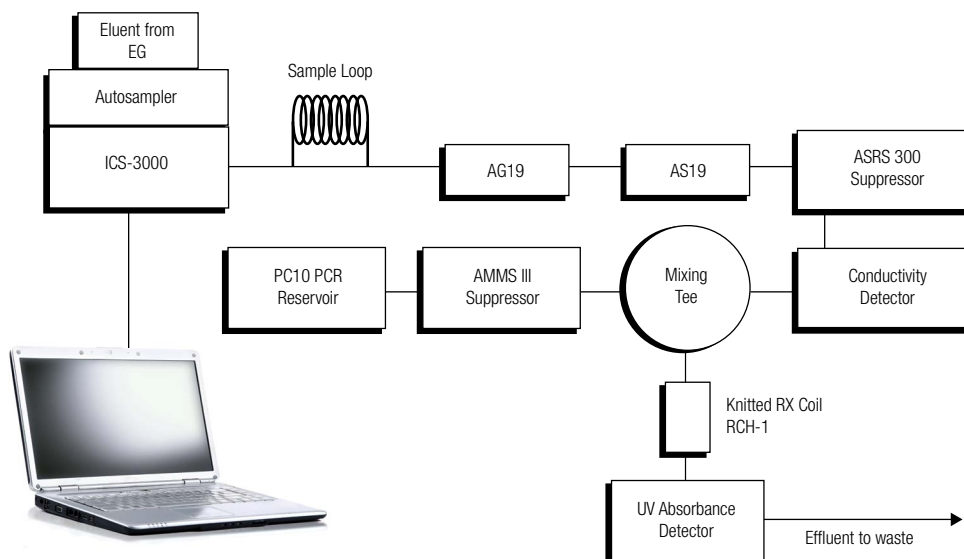 Eluent from
EG
Autosampler
ICS-3000
Sample Loop
AG19
AS19
ASRS 300
Suppressor
PC10 PCR
Reservoir
AMMS III
Suppressor
Mixing
Tee
Conductivity
Detector
Knitted RX Coil
RCH-1
UV Absorbance
Detector
Effluent to waste